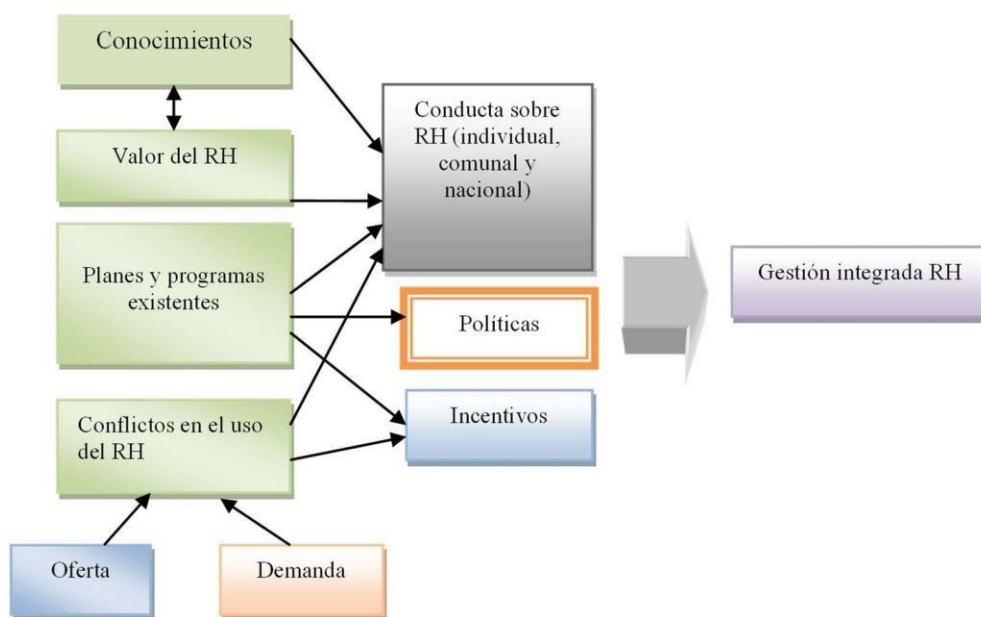 Conocimientos
Valor del RH
Planes y programas
existentes
Conflictos en el uso
del RH
Oferta
Demanda
Conducta sobre
RH (individual,
comunal y
nacional)
Políticas
Incentivos
Gestión integrada RH